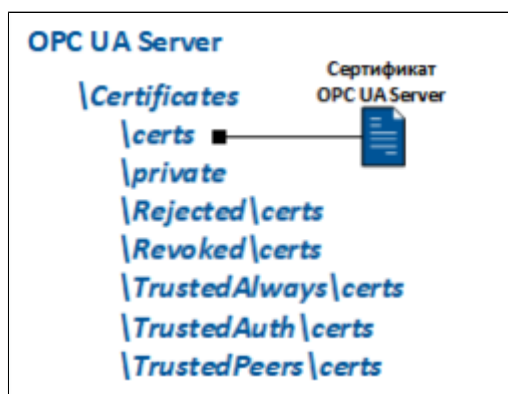 OPC UA Server
Сертификат
OPC UA Server
\Certificates
\certs
\private
\Rejected\certs
\Revoked\certs
\TrustedAlways\certs
\TrustedAuth\certs
\TrustedPeers\certs